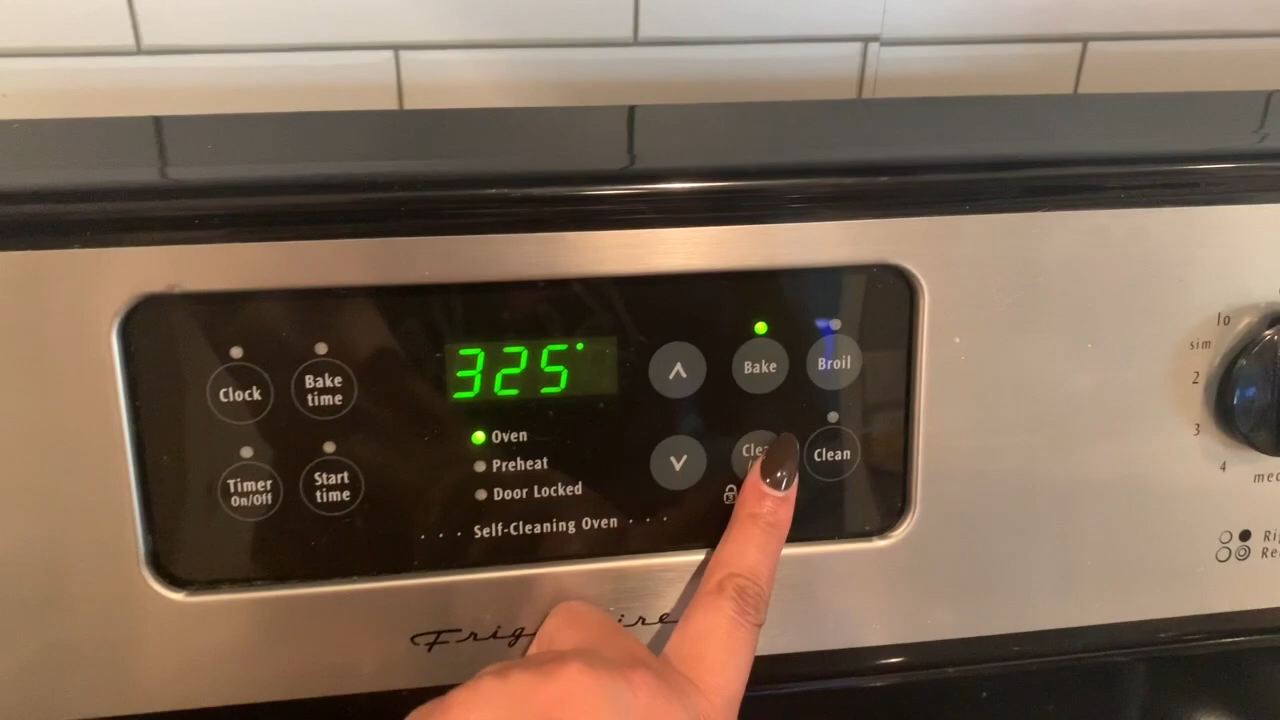 Clock
Bake
time
Timer
On/Off
Start
time
325°
Oven
Preheat
Door Locked
· · · Self-Cleaning Oven · · ·
Bake
Broil
Clean
lo
sim
2
3
4